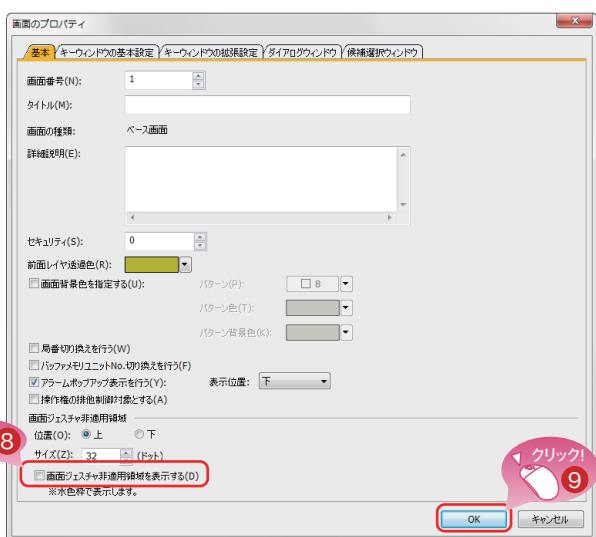 画面のプロパティ
基本 キーウィンドウの基本設定 キーウィンドウの拡張設定 ダイアログウィンドウ 候補選択ウィンドウ
画面番号(N): 1
タイトル(M):
画面の種類: ベース画面
詳細説明(E):
セキュリティ(S): 0
前面レイヤ透過色(R):
画面背景色を指定する(U): パターン(P): 8
パターン色(T):
パターン背景色(K):
局番切り換えを行う(W)
バッファメモリユニットNo.切り換えを行う(F)
アラームポップアップ表示を行う(Y): 表示位置: 下
操作権の排他制御対象とする(A)
画面ジェスチャ非適用領域
位置(O): 上 下
サイズ(Z): 32 (ドット)
8
画面ジェスチャ非適用領域を表示する(D)
※水色枠で表示します。
クリック!
9
OK キャンセル